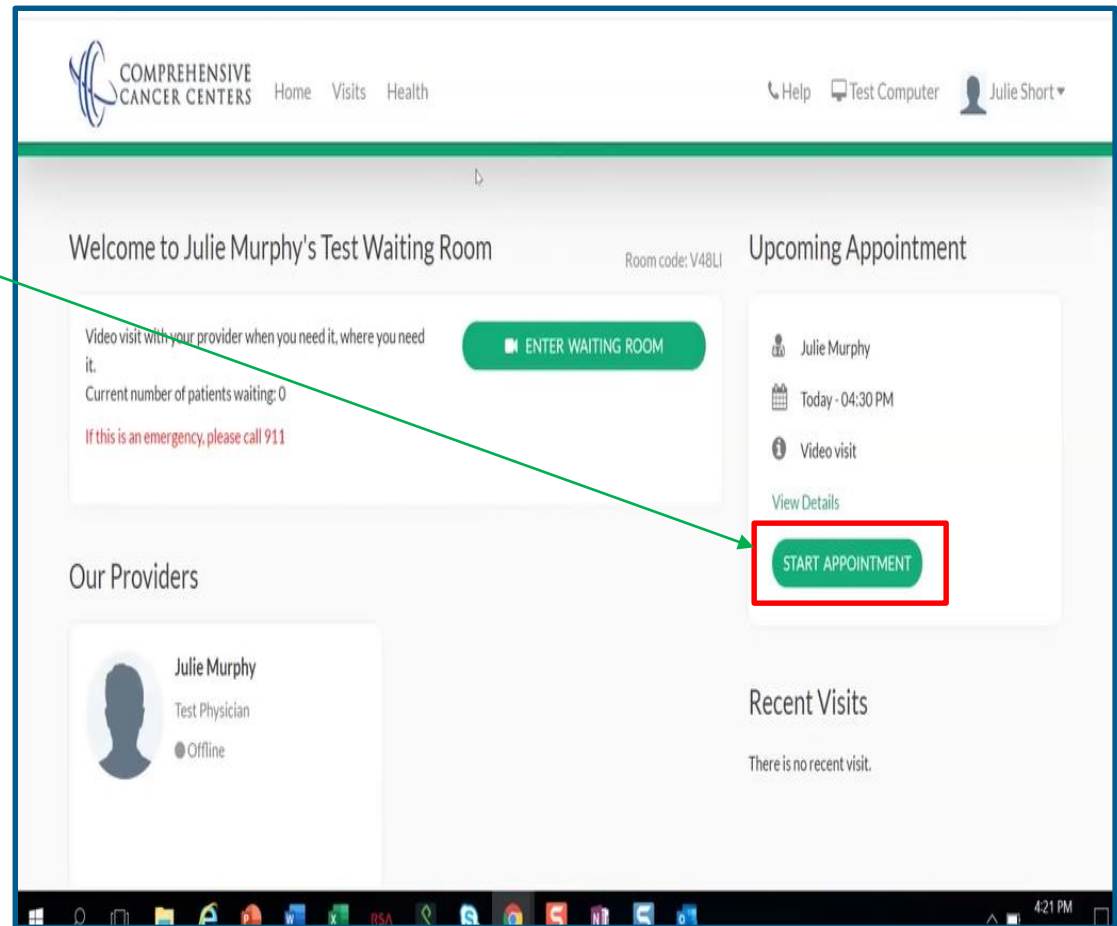 COMPREHENSIVE
CANCER CENTERS
Home Visits Health
Help Test Computer Julie Short
Welcome to Julie Murphy's Test Waiting Room
Room code: V48LI
Video visit with your provider when you need it, where you need
it.
Current number of patients waiting: 0
If this is an emergency, please call 911
ENTER WAITING ROOM
Upcoming Appointment
Julie Murphy
Today - 04:30 PM
Video visit
View Details
START APPOINTMENT
Our Providers
Julie Murphy
Test Physician
Offline
Recent Visits
There is no recent visit.
RSA
4:21 PM